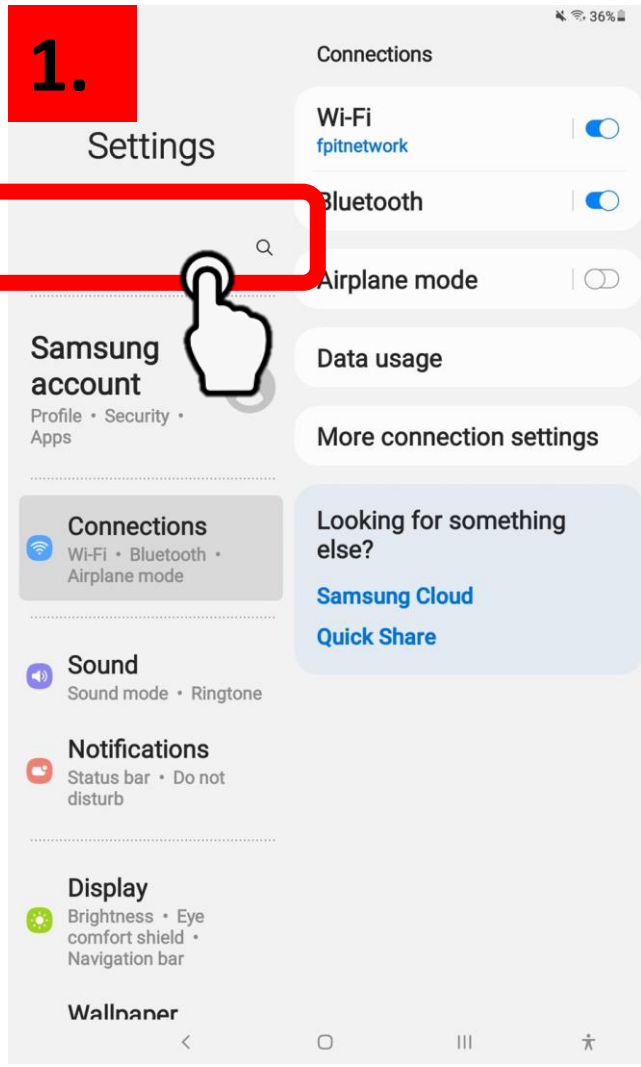 36%
1.
Settings
Samsung
account
Profile • Security •
Apps
Connections
Wi-Fi • Bluetooth •
Airplane mode
Sound
Sound mode • Ringtone
Notifications
Status bar • Do not
disturb
Display
Brightness • Eye
comfort shield •
Navigation bar
Wallpaper
Connections
Wi-Fi
fpitnetwork
Bluetooth
Airplane mode
Data usage
More connection settings
Looking for something
else?
Samsung Cloud
Quick Share